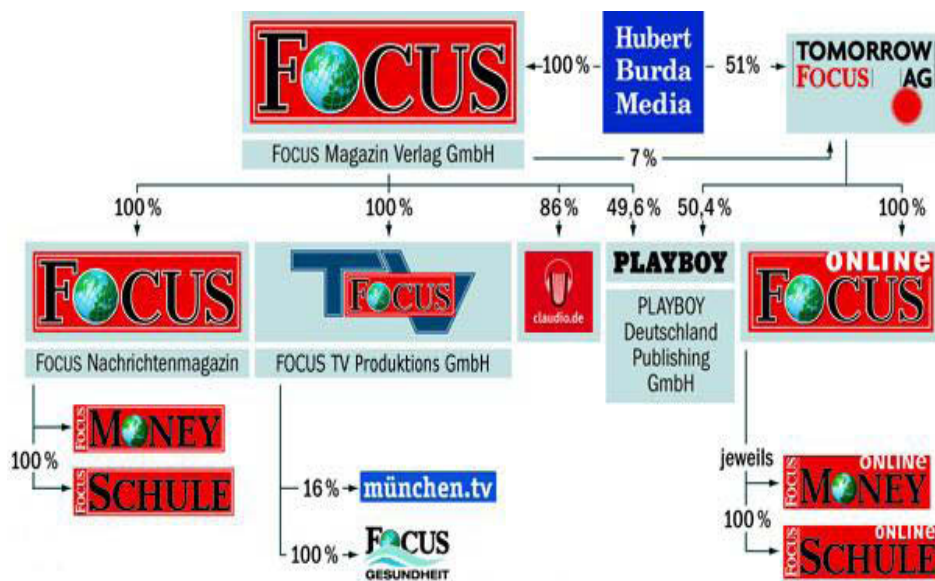 FOCUS
Hubert
Burda
Media
100 %
51%
TOMORROW
FOCUS AG
FOCUS Magazin Verlag GmbH
7 %
100 %
100 %
86%
49,6%
50,4%
100 %
FOCUS
TV
FOCUS
claudio.de
PLAYBOY
ONLINE
FOCUS
FOCUS Nachrichtenmagazin
FOCUS TV Produktions GmbH
PLAYBOY
Deutschland
Publishing
GmbH
100 %
FOCUS MONEY
FOCUS SCHULE
16 %
münchen.tv
100 %
FOCUS
GESUNDHEIT
jeweils
100 %
ONLINE
FOCUS MONEY
ONLINE
FOCUS SCHULE